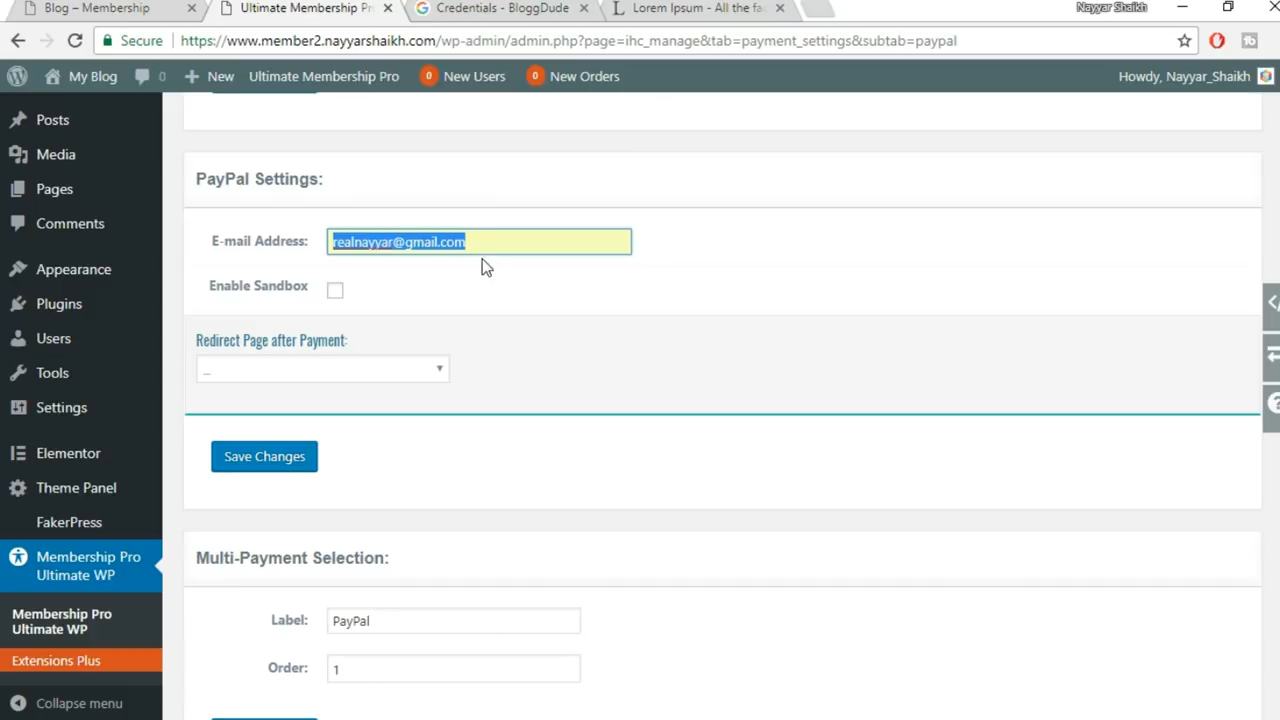 Blog – Membership
Ultimate Membership Pr
Credentials - BloggDude
Lorem Ipsum - All the fa
Nayyar Shaikh
Secure
https://www.member2.nayyarshaikh.com/wp-admin/admin.php?page=ihc_manage&tab=payment_settings&subtab=paypal
My Blog
0
New
Ultimate Membership Pro
0
New Users
0
New Orders
Howdy, Nayyar_Shaikh
Posts
Media
Pages
Comments
Appearance
Plugins
Users
Tools
Settings
Elementor
Theme Panel
FakerPress
Membership Pro
Ultimate WP
Membership Pro
Ultimate WP
Extensions Plus
Collapse menu
PayPal Settings:
E-mail Address:
realnayyar@gmail.com
Enable Sandbox
Redirect Page after Payment:
...
Save Changes
Multi-Payment Selection:
Label:
PayPal
Order:
1